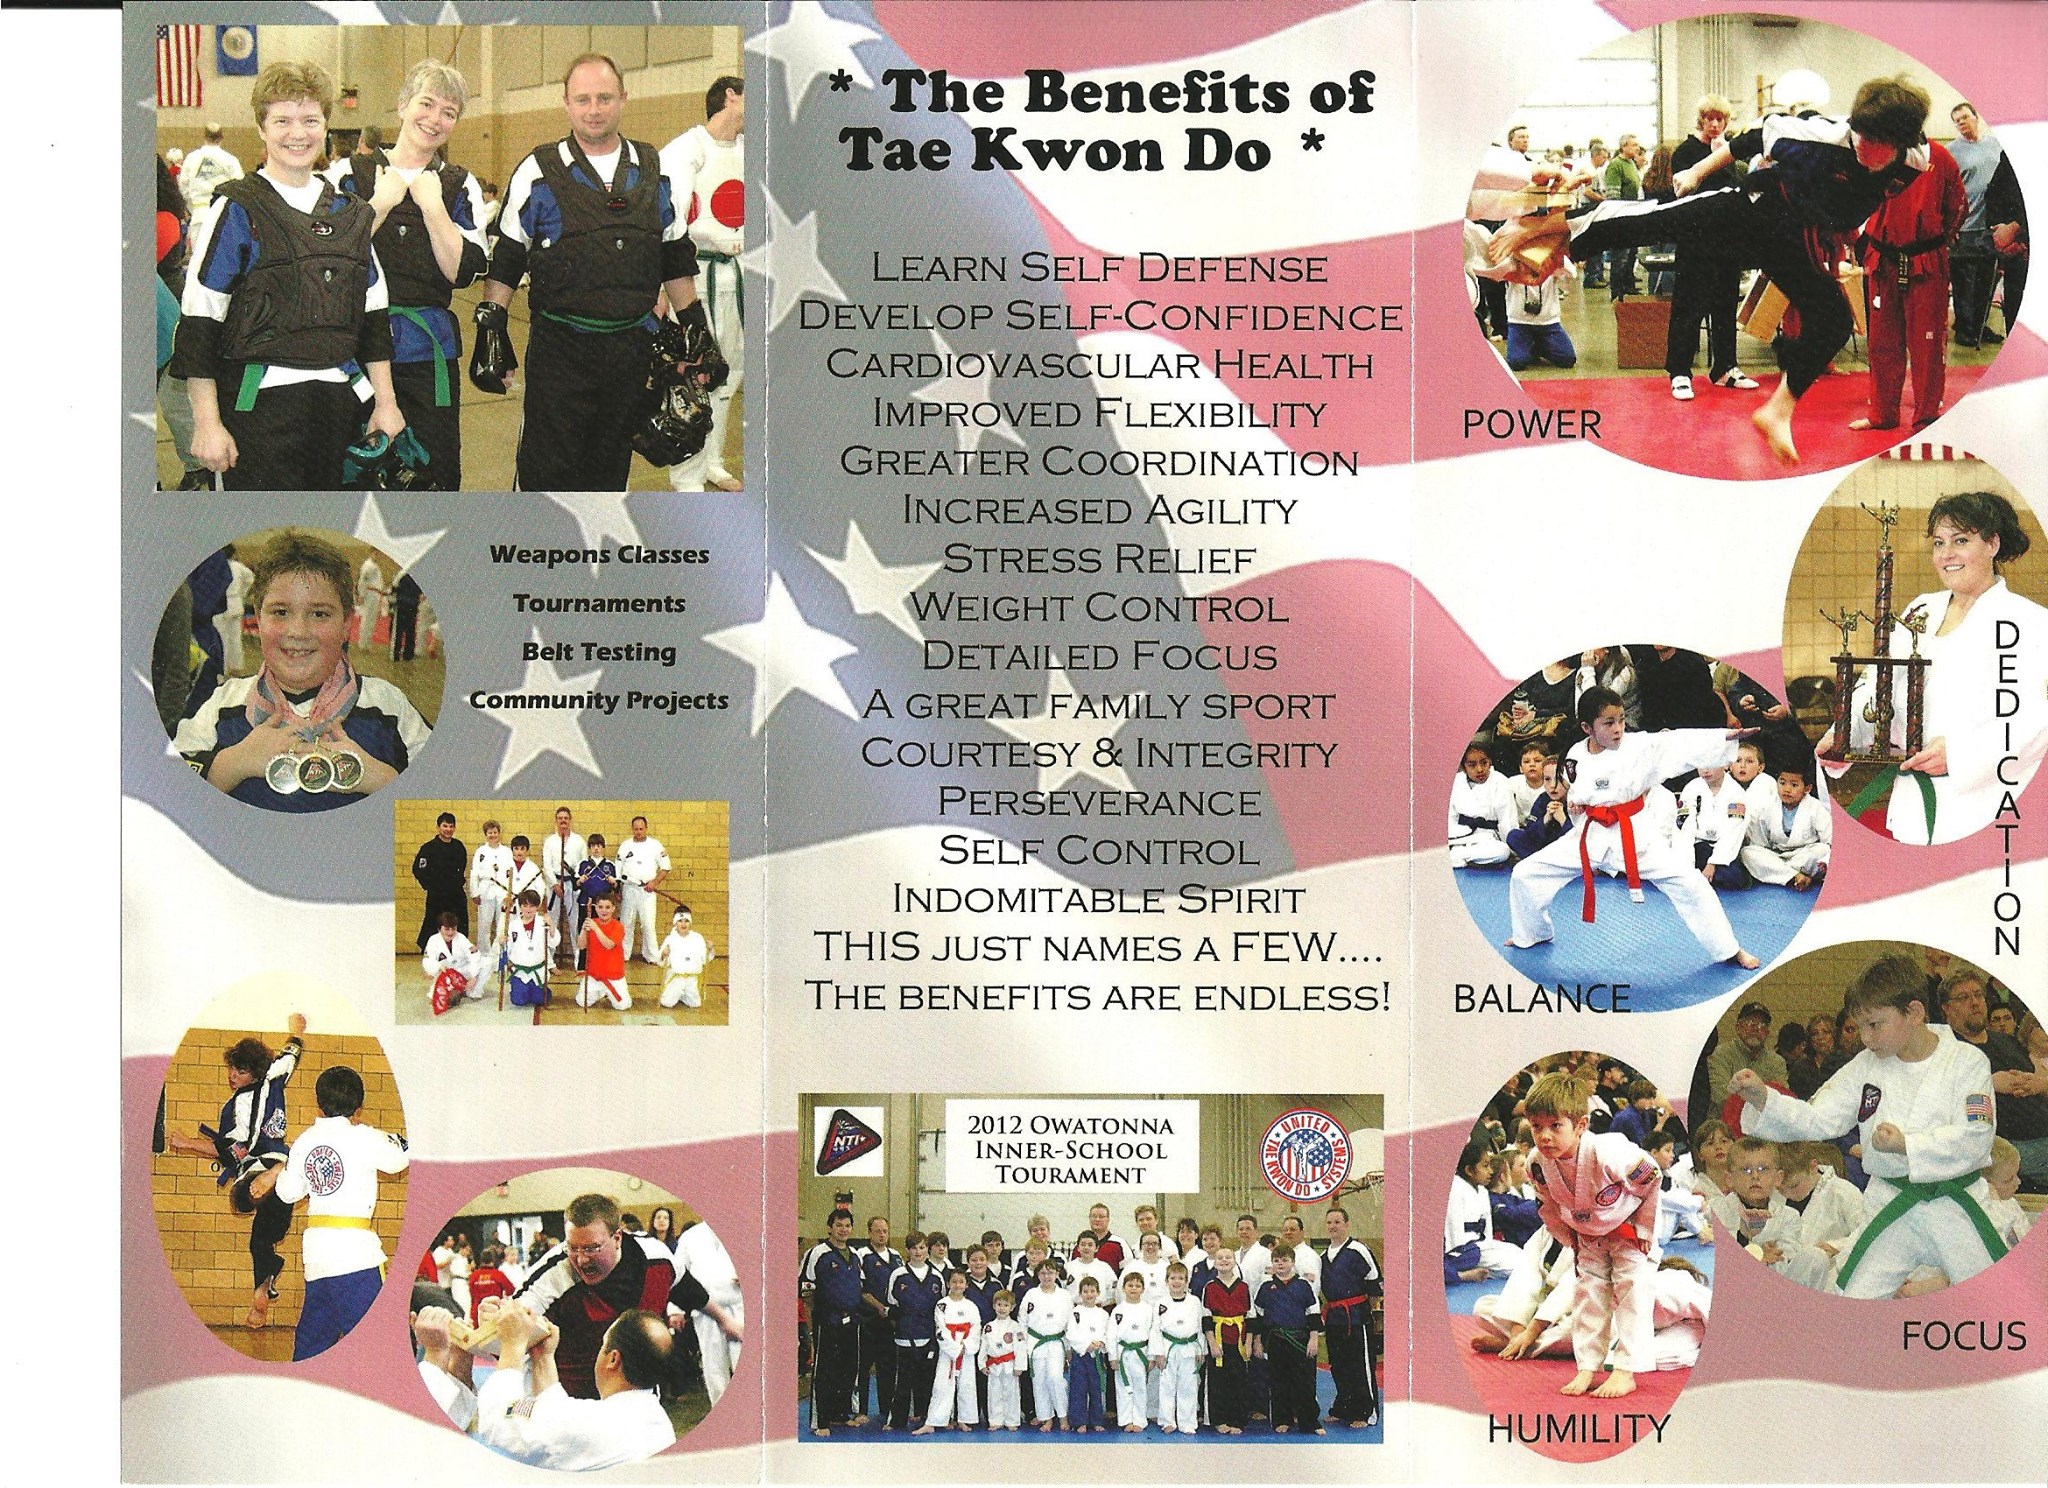 Weapons Classes
Tournaments
Belt Testing
Community Projects
* The Benefits of
Tae Kwon Do *
LEARN SELF DEFENSE
DEVELOP SELF-CONFIDENCE
CARDIOVASCULAR HEALTH
IMPROVED FLEXIBILITY
GREATER COORDINATION
INCREASED AGILITY
STRESS RELIEF
WEIGHT CONTROL
DETAILED FOCUS
A GREAT FAMILY SPORT
COURTESY & INTEGRITY
PERSEVERANCE
SELF CONTROL
INDOMITABLE SPIRIT
THIS JUST NAMES A FEW....
THE BENEFITS ARE ENDLESS!
NTI
2012 OWATONNA
INNER-SCHOOL
TOURAMENT
UNITED
TAE KWON DO
SYSTEMS
POWER
DEDICATION
BALANCE
NTI
FOCUS
HUMILITY